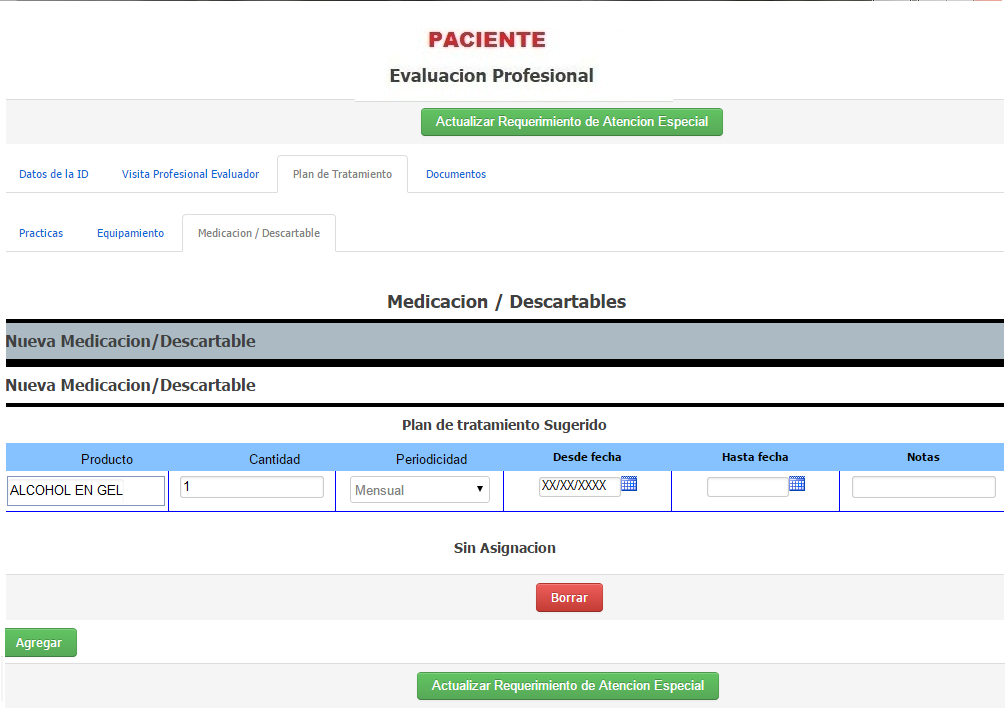 PACIENTE
Evaluacion Profesional
Actualizar Requerimiento de Atencion Especial
Datos de la ID Visita Profesional Evaluador Plan de Tratamiento Documentos
Practicas Equipamiento Medicacion / Descartable
Medicacion / Descartables
Nueva Medicacion/Descartable
Nueva Medicacion/Descartable
Plan de tratamiento Sugerido
Producto Cantidad Periodicidad Desde fecha Hasta fecha Notas
ALCOHOL EN GEL 1 Mensual XX/XX/XXXX
Sin Asignacion
Borrar
Agregar
Actualizar Requerimiento de Atencion Especial